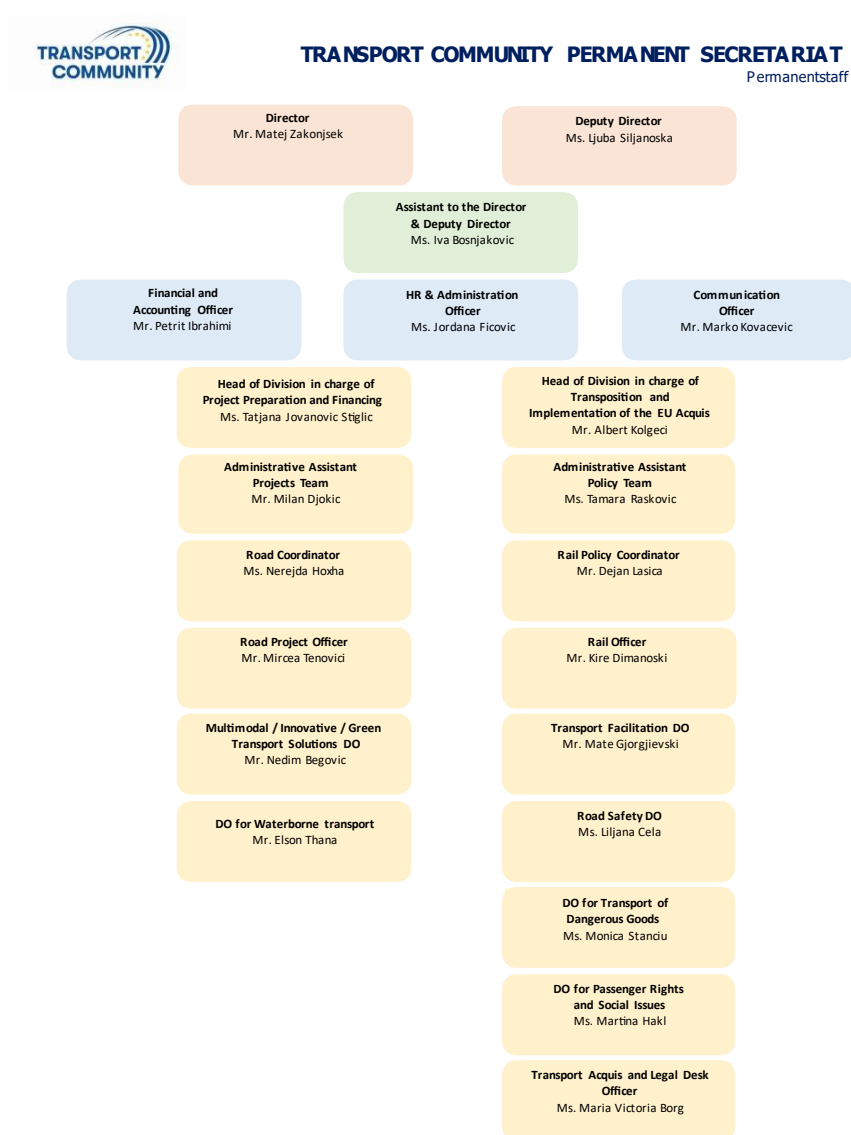 TRANSPORT
COMMUNITY
TRANSPORT COMMUNITY PERMANENT SECRETARIAT
Permanentstaff
Director
Mr. Matej Zakonjsek
Deputy Director
Ms. Ljuba Siljanoska
Assistant to the Director
& Deputy Director
Ms. Iva Bosnjakovic
Financial and
Accounting Officer
Mr. Petrit Ibrahimi
HR & Administration
Officer
Ms. Jordana Ficovic
Communication
Officer
Mr. Marko Kovacevic
Head of Division in charge of
Project Preparation and Financing
Ms. Tatjana Jovanovic Stiglic
Head of Division in charge of
Transposition and
Implementation of the EU Acquis
Mr. Albert Kolgeci
Administrative Assistant
Projects Team
Mr. Milan Djokic
Administrative Assistant
Policy Team
Ms. Tamara Raskovic
Road Coordinator
Ms. Nerejda Hoxha
Rail Policy Coordinator
Mr. Dejan Lasica
Road Project Officer
Mr. Mircea Tenovici
Rail Officer
Mr. Kire Dimanoski
Multimodal / Innovative / Green
Transport Solutions DO
Mr. Nedim Begovic
Transport Facilitation DO
Mr. Mate Gjorgjievski
DO for Waterborne transport
Mr. Elson Thana
Road Safety DO
Ms. Liljana Cela
DO for Transport of
Dangerous Goods
Ms. Monica Stanciu
DO for Passenger Rights
and Social Issues
Ms. Martina Hakl
Transport Acquis and Legal Desk
Officer
Ms. Maria Victoria Borg